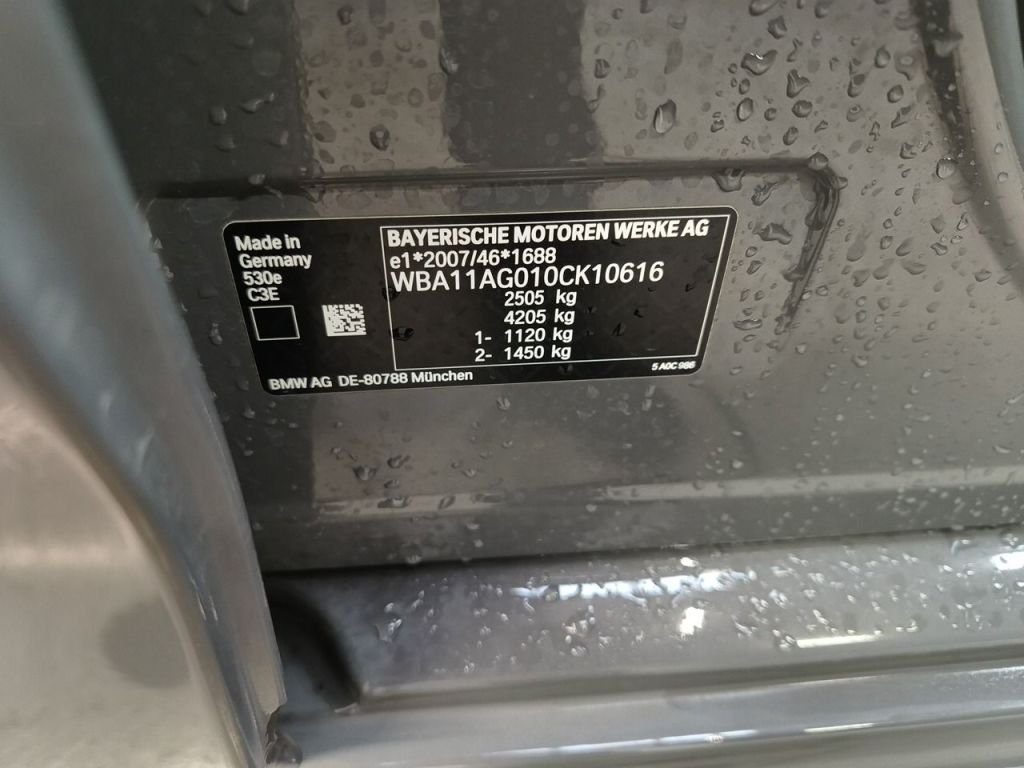 Made in
Germany
530e
C3E
BAYERISCHE MOTOREN WERKE AG
e1*2007/46*1688
WBA11AG010CK10616
2505 kg
4205 kg
1- 1120 kg
2- 1450 kg
BMW AG DE-80788 München
5 A0C 986